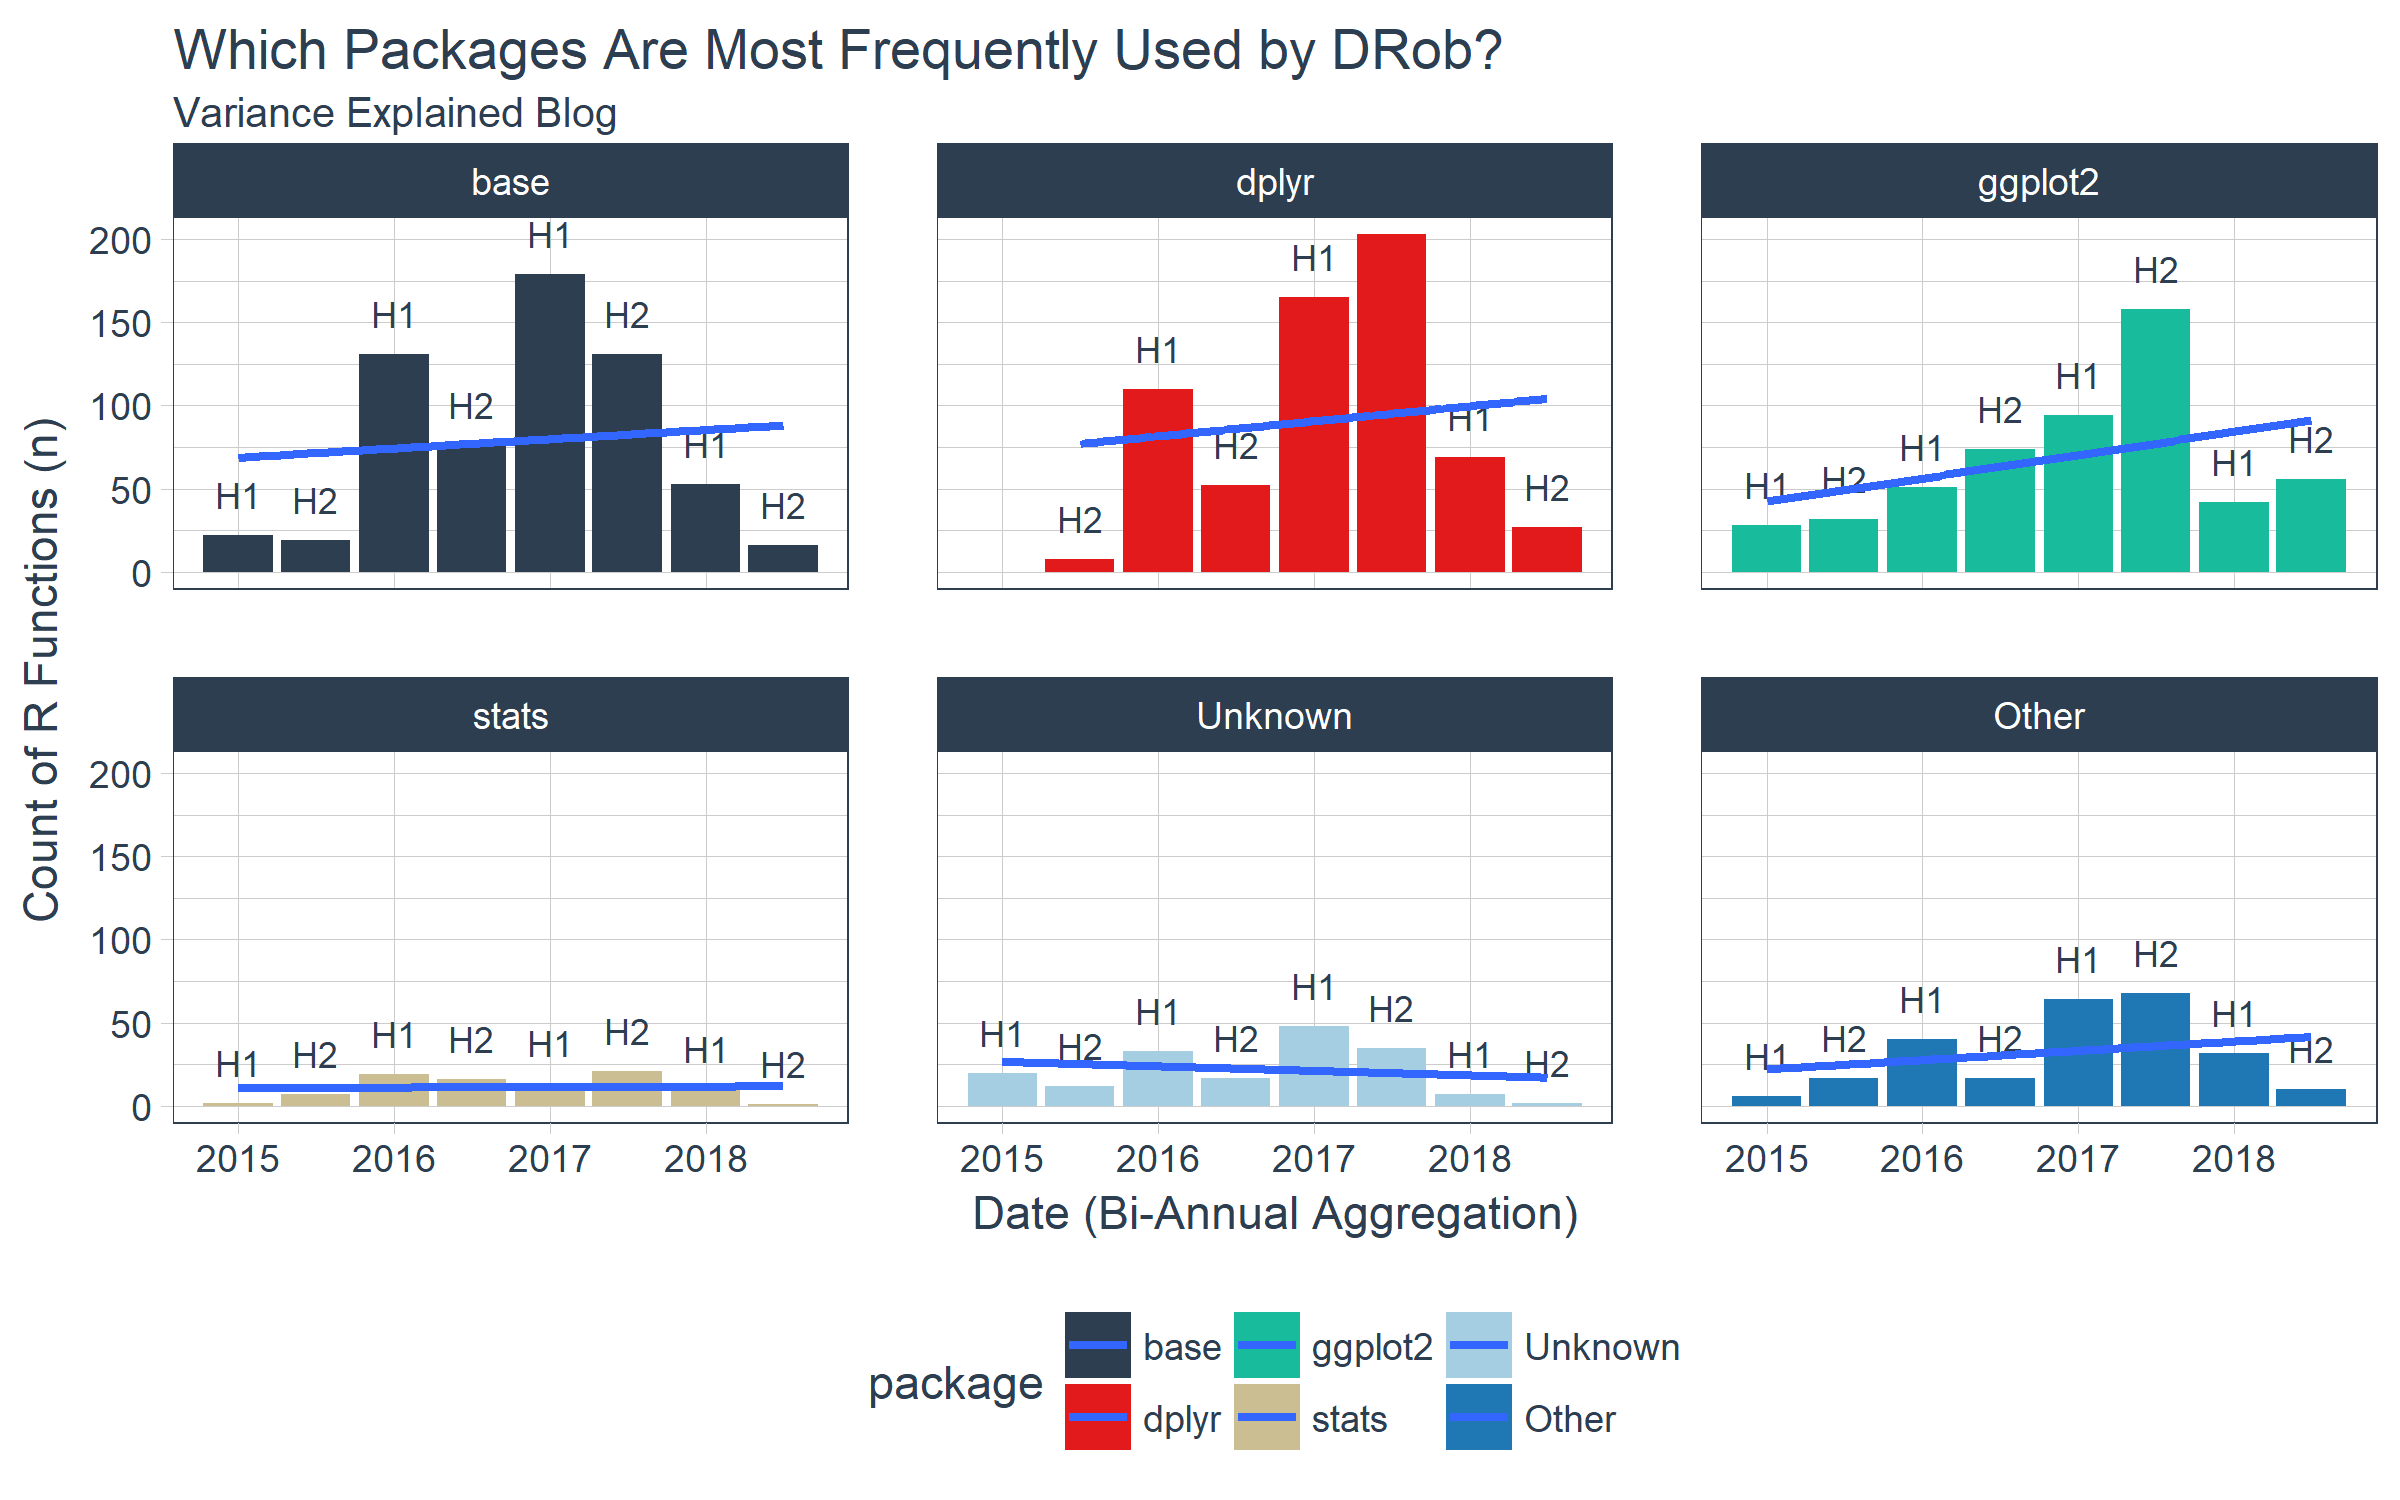 Which Packages Are Most Frequently Used by DRob?
Variance Explained Blog
base
dplyr
ggplot2
Count of R Functions (n)
200
150
100
50
0
H1
H2
H1
H2
H1
H2
H1
H2
H2
H1
H2
H1
H1
H2
H1
H2
H1
H2
H1
H2
H1
H2
stats
Unknown
Other
200
150
100
50
0
H1
H2
H1
H2
H1
H2
H1
H2
H1
H2
H1
H2
H1
H2
H1
H2
H1
H2
H1
H2
H1
H2
H1
H2
2015 2016 2017 2018
2015 2016 2017 2018
2015 2016 2017 2018
Date (Bi-Annual Aggregation)
package
base
ggplot2
Unknown
dplyr
stats
Other